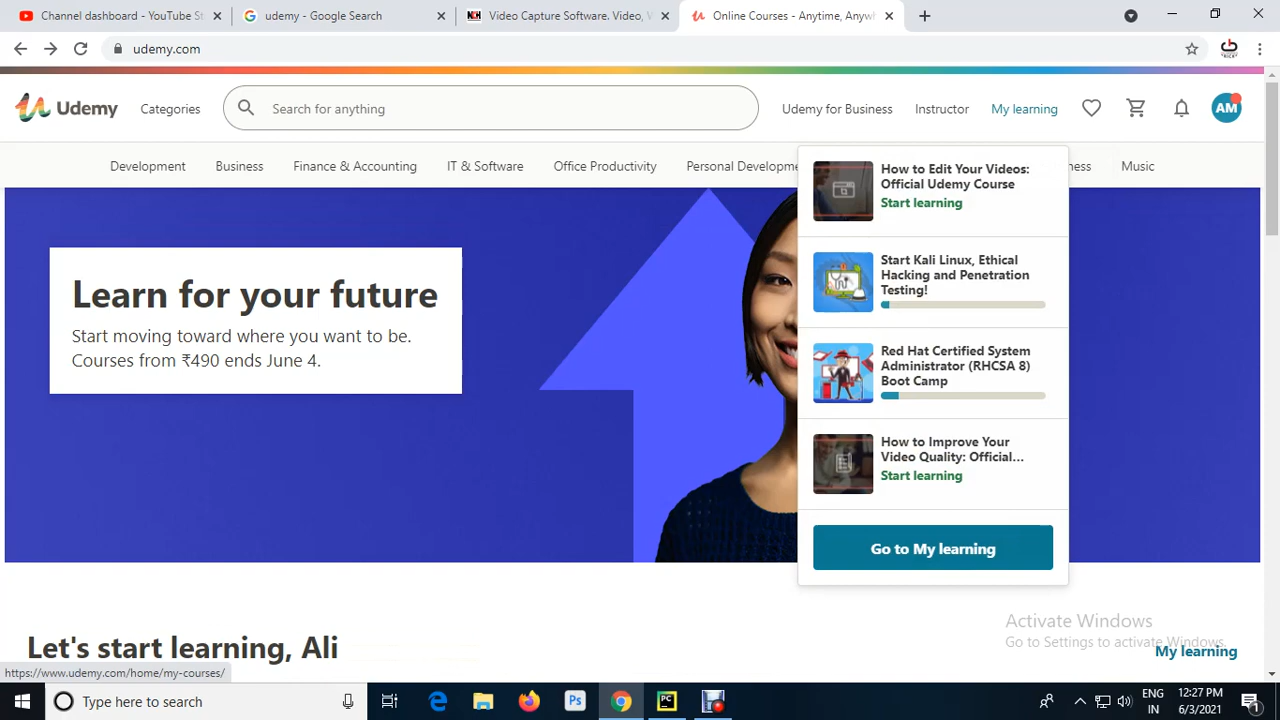 Channel dashboard - YouTube St
udemy - Google Search
Video Capture Software. Video, V
Online Courses - Anytime, Anywh
udemy.com
Udemy
Categories
Search for anything
Udemy for Business
Instructor
My learning
AM
Development
Business
Finance & Accounting
IT & Software
Office Productivity
Personal Developme
ness
Music
Learn for your future
Start moving toward where you want to be.
Courses from ₹490 ends June 4.
How to Edit Your Videos:
Official Udemy Course
Start learning
Start Kali Linux, Ethical
Hacking and Penetration
Testing!
Red Hat Certified System
Administrator (RHCSA 8)
Boot Camp
How to Improve Your
Video Quality: Official...
Start learning
Go to My learning
Let's start learning, Ali
Activate Windows
Go to Settings to activate Windows.
My learning
https://www.udemy.com/home/my-courses/
Type here to search
ENG
IN
12:27 PM
6/3/2021
1